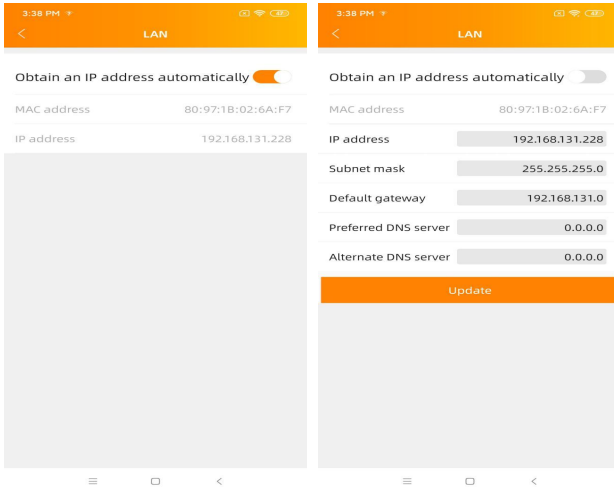 3:38 PM
LAN
Obtain an IP address automatically
MAC address 80:97:1B:02:6A:F7
IP address 192.168.131.228
3:38 PM
LAN
Obtain an IP address automatically
MAC address 80:97:1B:02:6A:F7
IP address 192.168.131.228
Subnet mask 255.255.255.0
Default gateway 192.168.131.0
Preferred DNS server 0.0.0.0
Alternate DNS server 0.0.0.0
Update